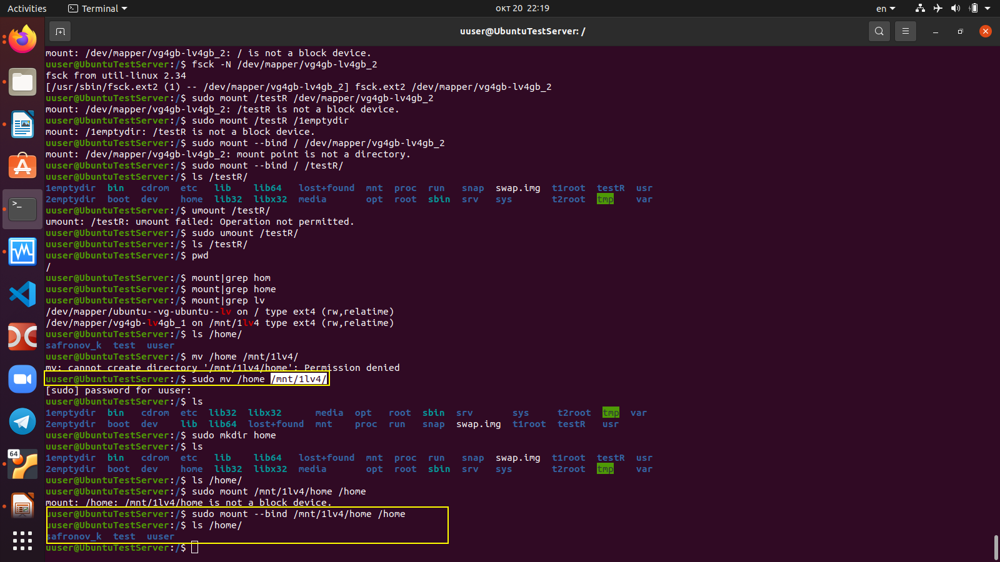 Activities Terminal окт 20 22:19 en
uuser@UbuntuTestServer: /
mount: /dev/mapper/vg4gb-lv4gb_2: / is not a block device.
uuser@UbuntuTestServer:/$ fsck -N /dev/mapper/vg4gb-lv4gb_2
fsck from util-linux 2.34
[/usr/sbin/fsck.ext2 (1) -- /dev/mapper/vg4gb-lv4gb_2] fsck.ext2 /dev/mapper/vg4gb-lv4gb_2
uuser@UbuntuTestServer:/$ sudo mount /testR /dev/mapper/vg4gb-lv4gb_2
mount: /dev/mapper/vg4gb-lv4gb_2: /testR is not a block device.
uuser@UbuntuTestServer:/$ sudo mount /testR /1emptydir
mount: /1emptydir: /testR is not a block device.
uuser@UbuntuTestServer:/$ sudo mount --bind / /dev/mapper/vg4gb-lv4gb_2
mount: /dev/mapper/vg4gb-lv4gb_2: mount point is not a directory.
uuser@UbuntuTestServer:/$ sudo mount --bind / /testR/
uuser@UbuntuTestServer:/$ ls /testR/
1emptydir bin cdrom etc lib lib64 lost+found mnt proc run snap swap.img t1root testR usr
2emptydir boot dev home lib32 libx32 media opt root sbin srv sys t2root tmp var
uuser@UbuntuTestServer:/$ umount /testR/
umount: /testR: umount failed: Operation not permitted.
uuser@UbuntuTestServer:/$ sudo umount /testR/
uuser@UbuntuTestServer:/$ ls /testR/
uuser@UbuntuTestServer:/$ pwd
/
uuser@UbuntuTestServer:/$ mount|grep hom
uuser@UbuntuTestServer:/$ mount|grep home
uuser@UbuntuTestServer:/$ mount|grep lv
/dev/mapper/ubuntu--vg-ubuntu--lv on / type ext4 (rw,relatime)
/dev/mapper/vg4gb-lv4gb_1 on /mnt/1lv4 type ext4 (rw,relatime)
uuser@UbuntuTestServer:/$ ls /home/
safronov_k test uuser
uuser@UbuntuTestServer:/$ mv /home /mnt/1lv4/
mv: cannot create directory '/mnt/1lv4/home': Permission denied
uuser@UbuntuTestServer:/$ sudo mv /home /mnt/1lv4/
[sudo] password for uuser:
uuser@UbuntuTestServer:/$ ls
1emptydir bin cdrom etc lib32 libx32 media opt root sbin srv sys t2root tmp var
2emptydir boot dev lib lib64 lost+found mnt proc run snap swap.img t1root testR usr
uuser@UbuntuTestServer:/$ sudo mkdir home
uuser@UbuntuTestServer:/$ ls
1emptydir bin cdrom etc lib lib64 lost+found mnt proc run snap swap.img t1root testR usr
2emptydir boot dev home lib32 libx32 media opt root sbin srv sys t2root tmp var
uuser@UbuntuTestServer:/$ ls /home/
uuser@UbuntuTestServer:/$ sudo mount /mnt/1lv4/home /home
mount: /home: /mnt/1lv4/home is not a block device.
uuser@UbuntuTestServer:/$ sudo mount --bind /mnt/1lv4/home /home
uuser@UbuntuTestServer:/$ ls /home/
safronov_k test uuser
uuser@UbuntuTestServer:/$
64